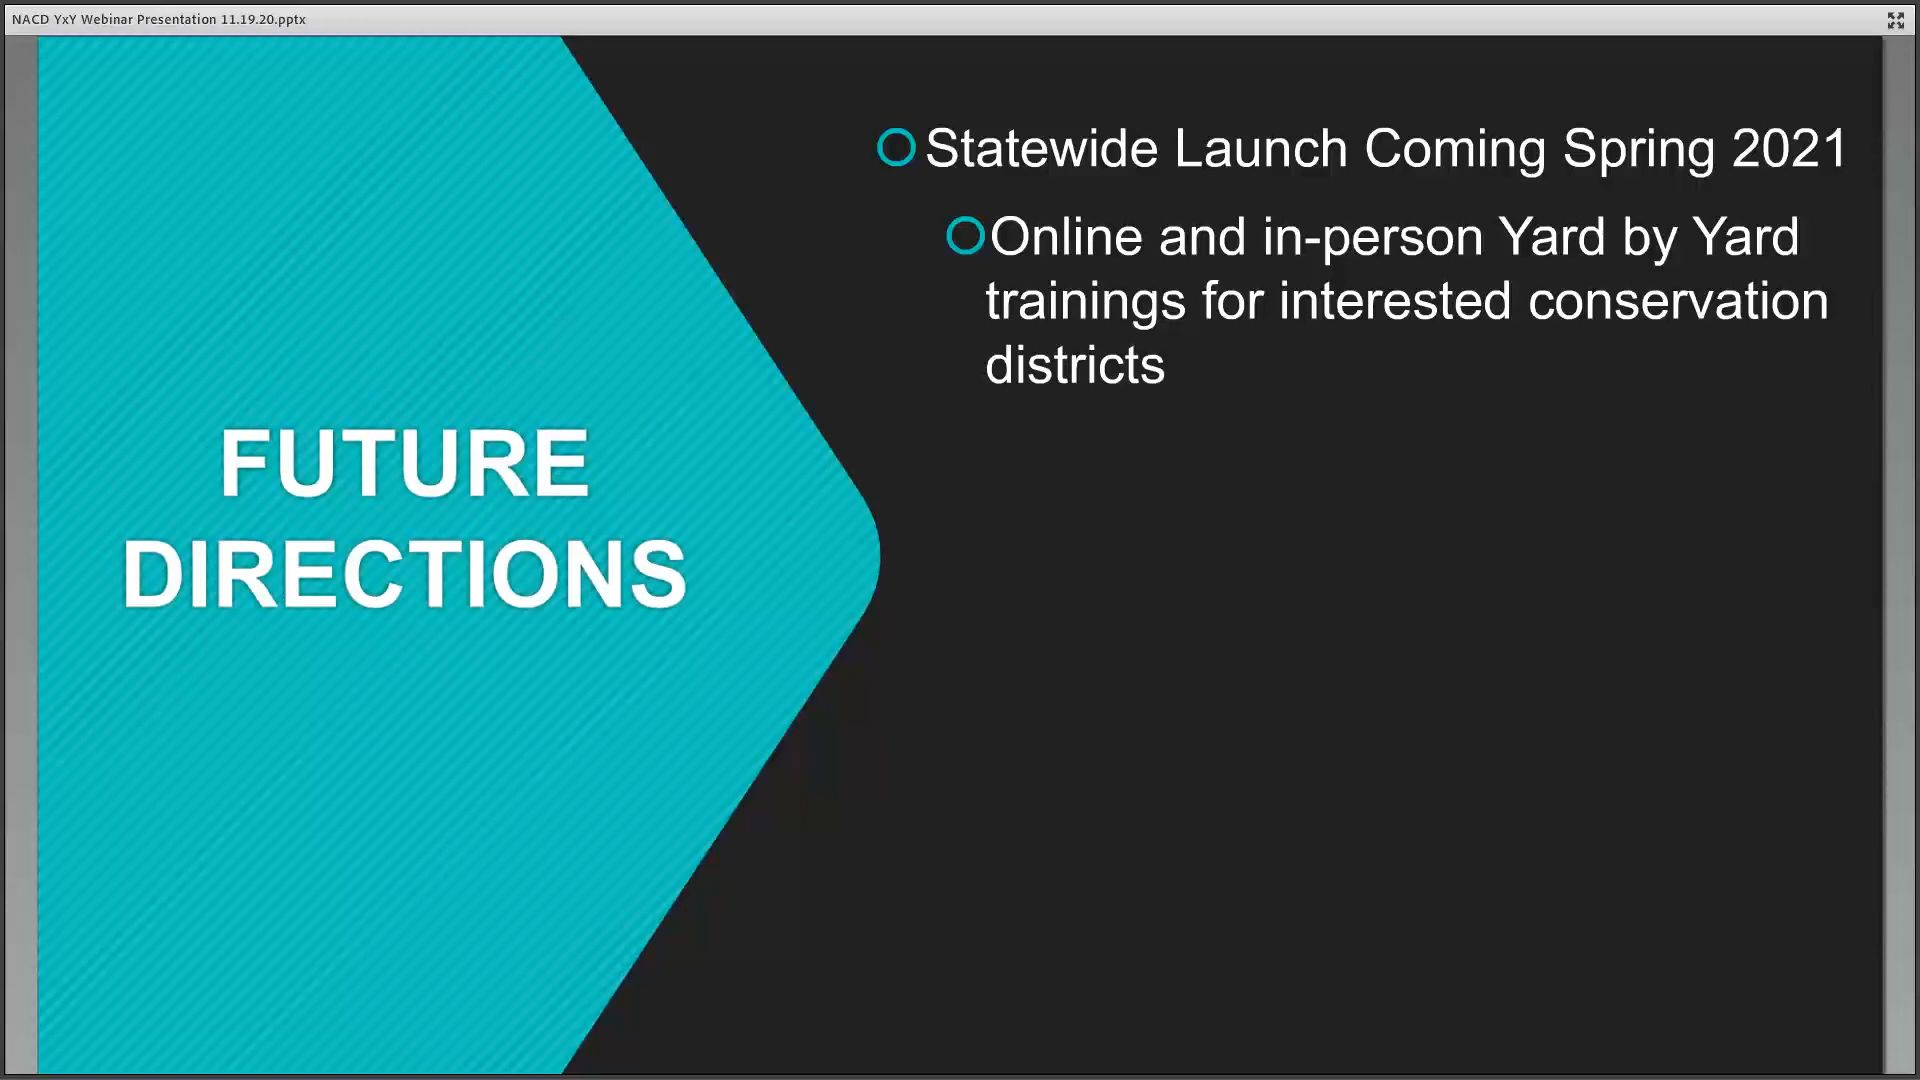 NACD YxY Webinar Presentation 11.19.20.pptx
FUTURE
DIRECTIONS
Statewide Launch Coming Spring 2021
Online and in-person Yard by Yard
trainings for interested conservation
districts